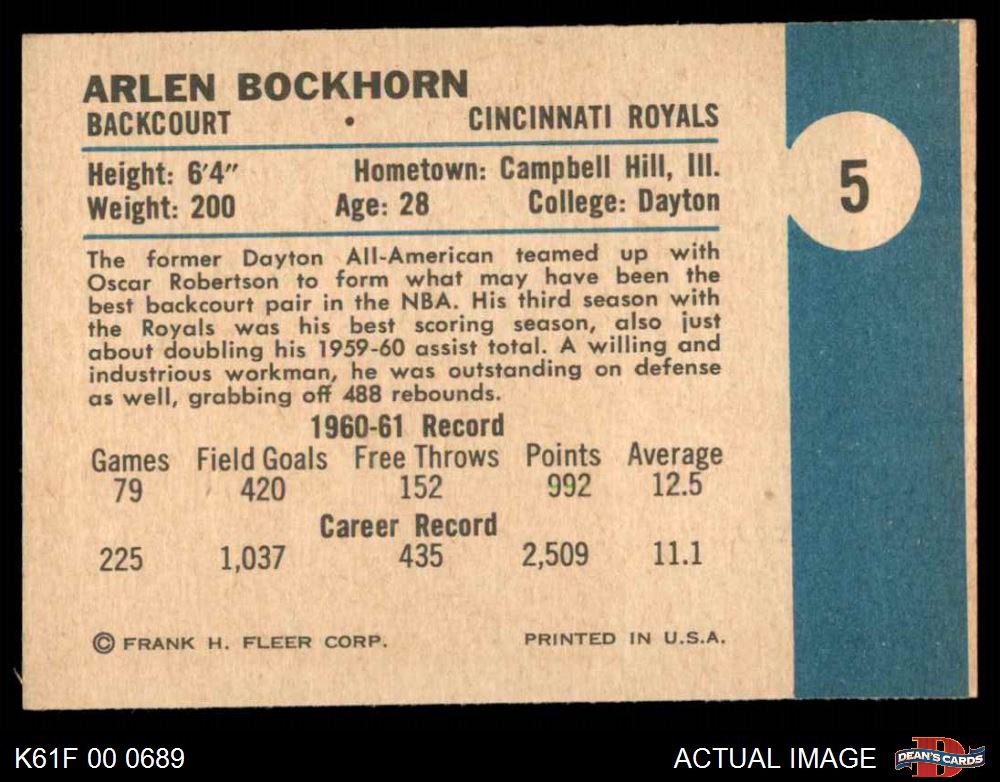 ARLEN BOCKHORN
BACKCOURT • CINCINNATI ROYALS
Height: 6'4" Hometown: Campbell Hill, Ill.
Weight: 200 Age: 28 College: Dayton
5
The former Dayton All-American teamed up with
Oscar Robertson to form what may have been the
best backcourt pair in the NBA. His third season with
the Royals was his best scoring season, also just
about doubling his 1959-60 assist total. A willing and
industrious workman, he was outstanding on defense
as well, grabbing off 488 rebounds.
1960-61 Record
Games Field Goals Free Throws Points Average
79 420 152 992 12.5
Career Record
225 1,037 435 2,509 11.1
© FRANK H. FLEER CORP. PRINTED IN U.S.A.
K61F 00 0689 ACTUAL IMAGE D DEAN'S CARDS